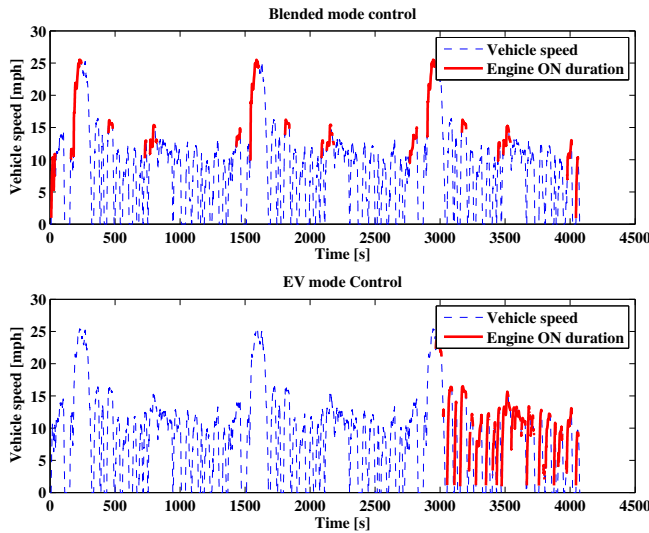 Blended mode control
30
25
20
15
10
5
0
Vehicle speed [mph]
Vehicle speed
Engine ON duration
0 500 1000 1500 2000 2500 3000 3500 4000 4500
Time [s]
EV mode Control
30
25
20
15
10
5
0
Vehicle speed [mph]
Vehicle speed
Engine ON duration
0 500 1000 1500 2000 2500 3000 3500 4000 4500
Time [s]